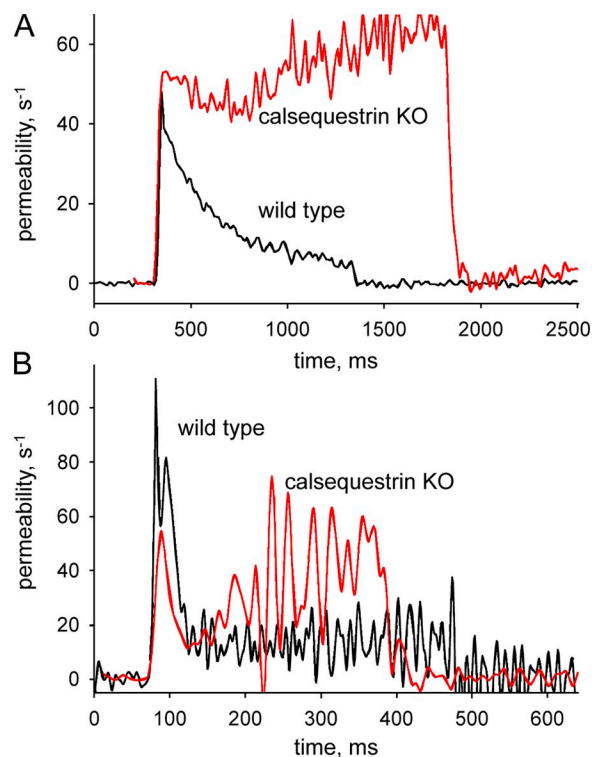 A
permeability, s⁻¹
60
40
20
0
calsequestrin KO
wild type
0 500 1000 1500 2000 2500
time, ms
B
permeability, s⁻¹
100
80
60
40
20
0
wild type
calsequestrin KO
0 100 200 300 400 500 600
time, ms